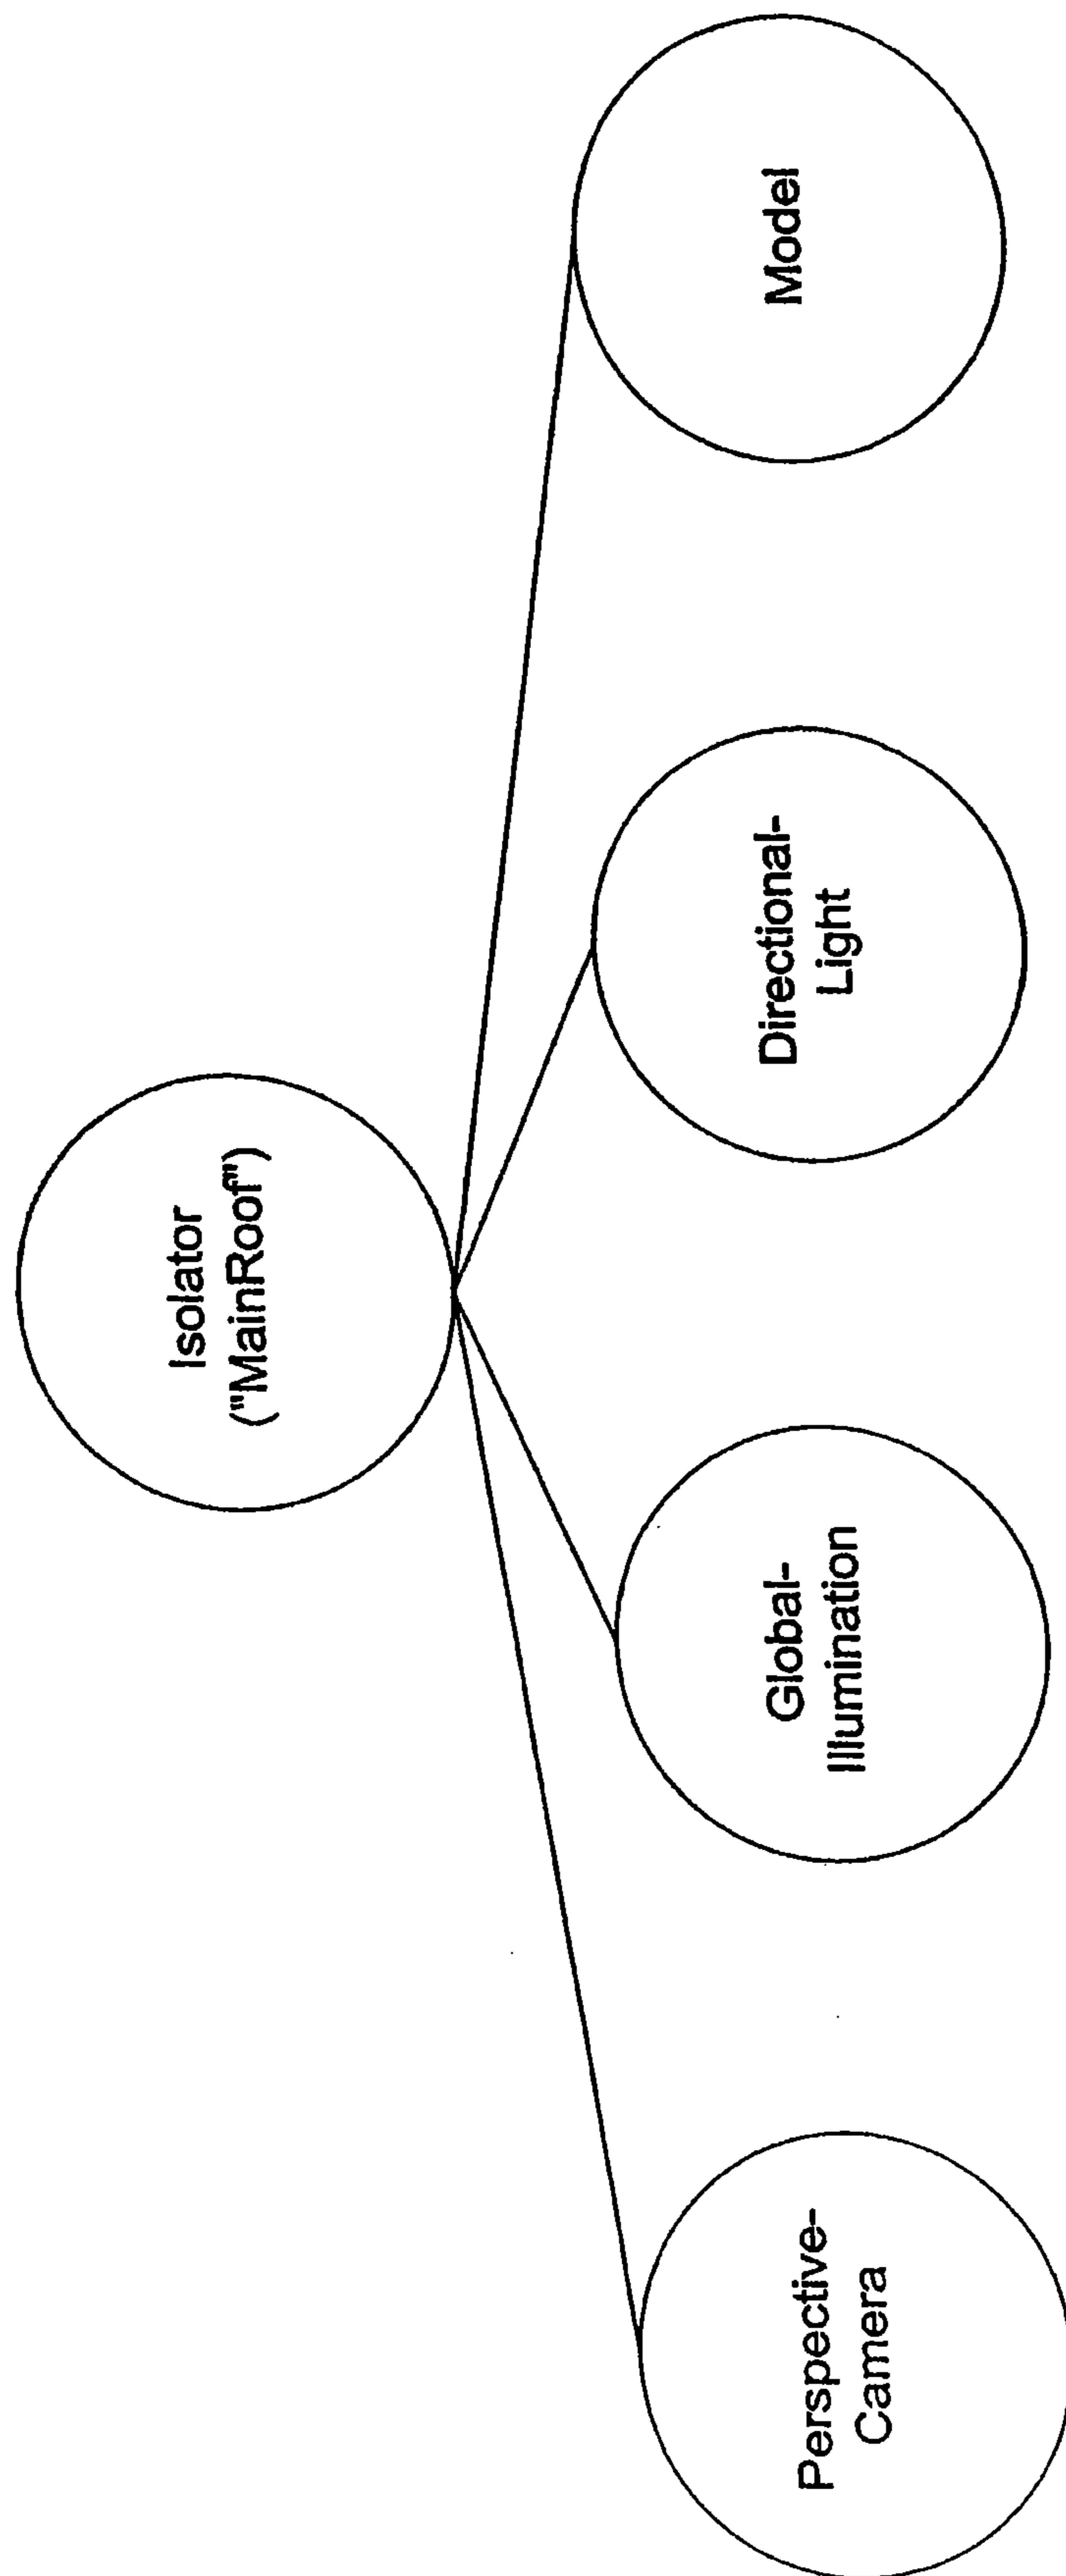 Isolator
("MainRoof")
Perspective-
Camera
Global-
Illumination
Directional-
Light
Model